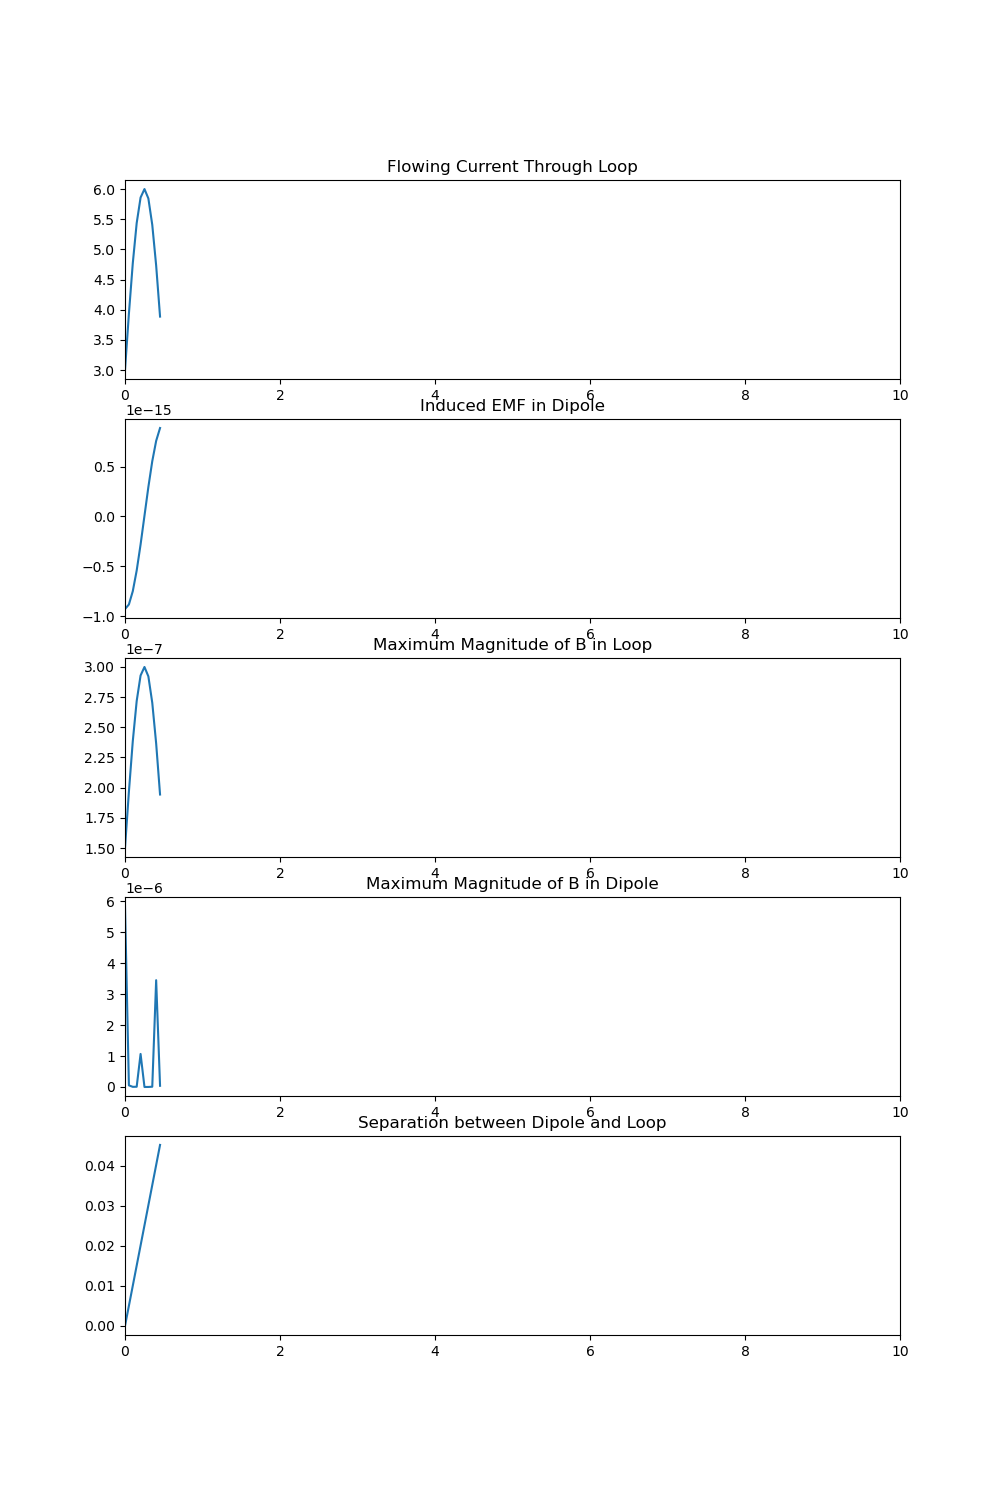 Flowing Current Through Loop
6.0
5.5
5.0
4.5
4.0
3.5
3.0
0 2 4 6 8 10
Induced EMF in Dipole
1e−15
0.5
0.0
−0.5
−1.0
0 2 4 6 8 10
Maximum Magnitude of B in Loop
1e−7
3.00
2.75
2.50
2.25
2.00
1.75
1.50
0 2 4 6 8 10
Maximum Magnitude of B in Dipole
1e−6
6
5
4
3
2
1
0
0 2 4 6 8 10
Separation between Dipole and Loop
0.04
0.03
0.02
0.01
0.00
0 2 4 6 8 10